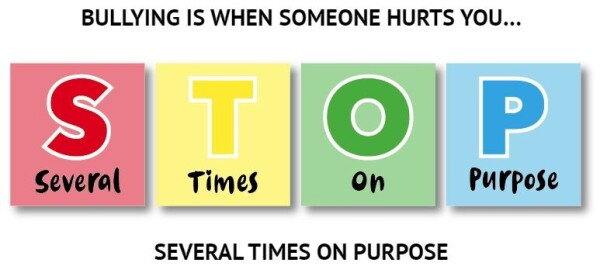 BULLYING IS WHEN SOMEONE HURTS YOU...
S T O P
Several Times On Purpose
SEVERAL TIMES ON PURPOSE